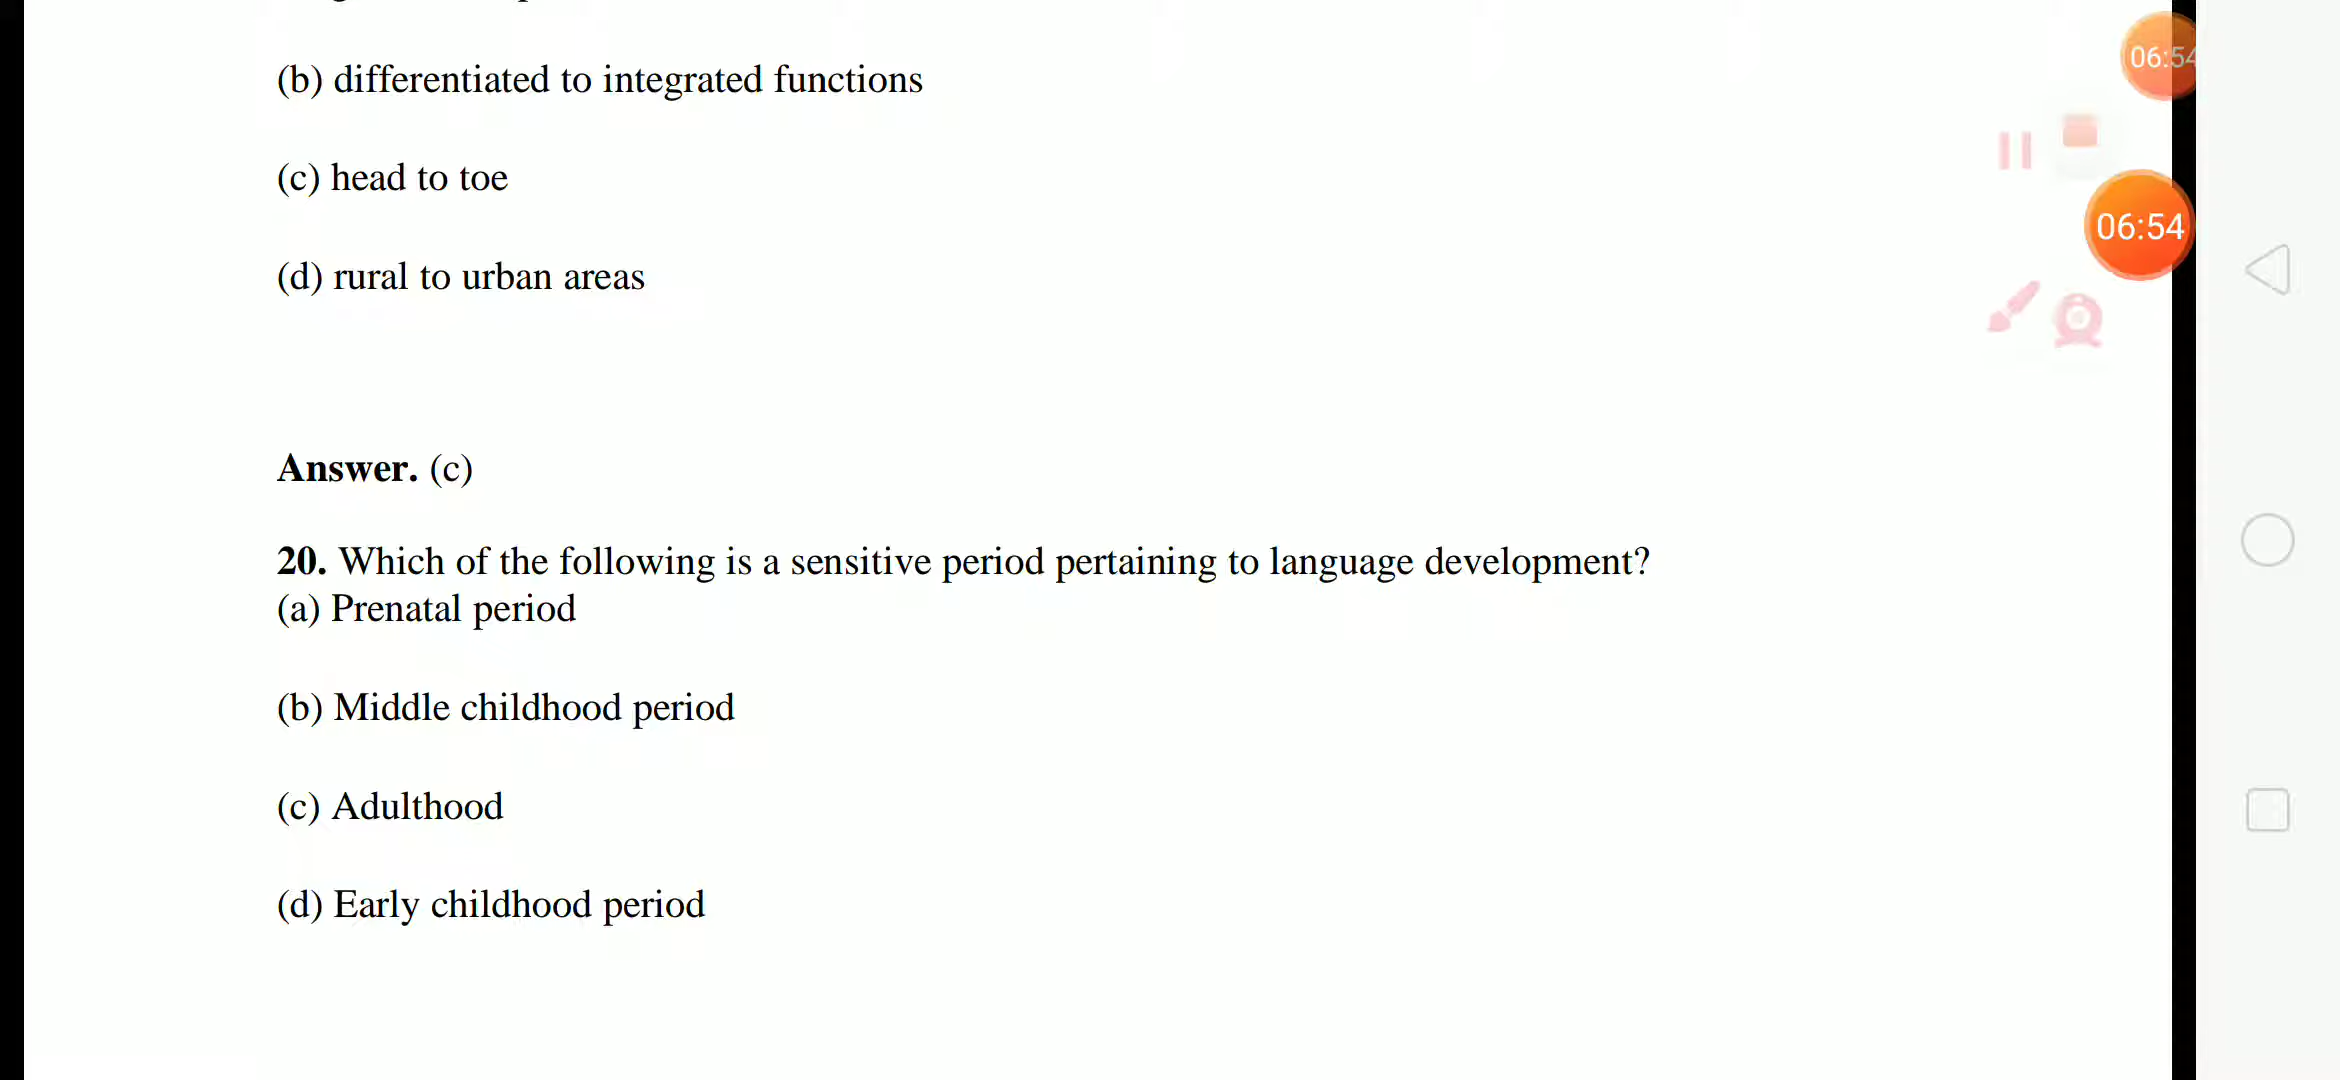 (b) differentiated to integrated functions
06:54
(c) head to toe
06:54
(d) rural to urban areas
Answer. (c)
20. Which of the following is a sensitive period pertaining to language development?
(a) Prenatal period
(b) Middle childhood period
(c) Adulthood
(d) Early childhood period